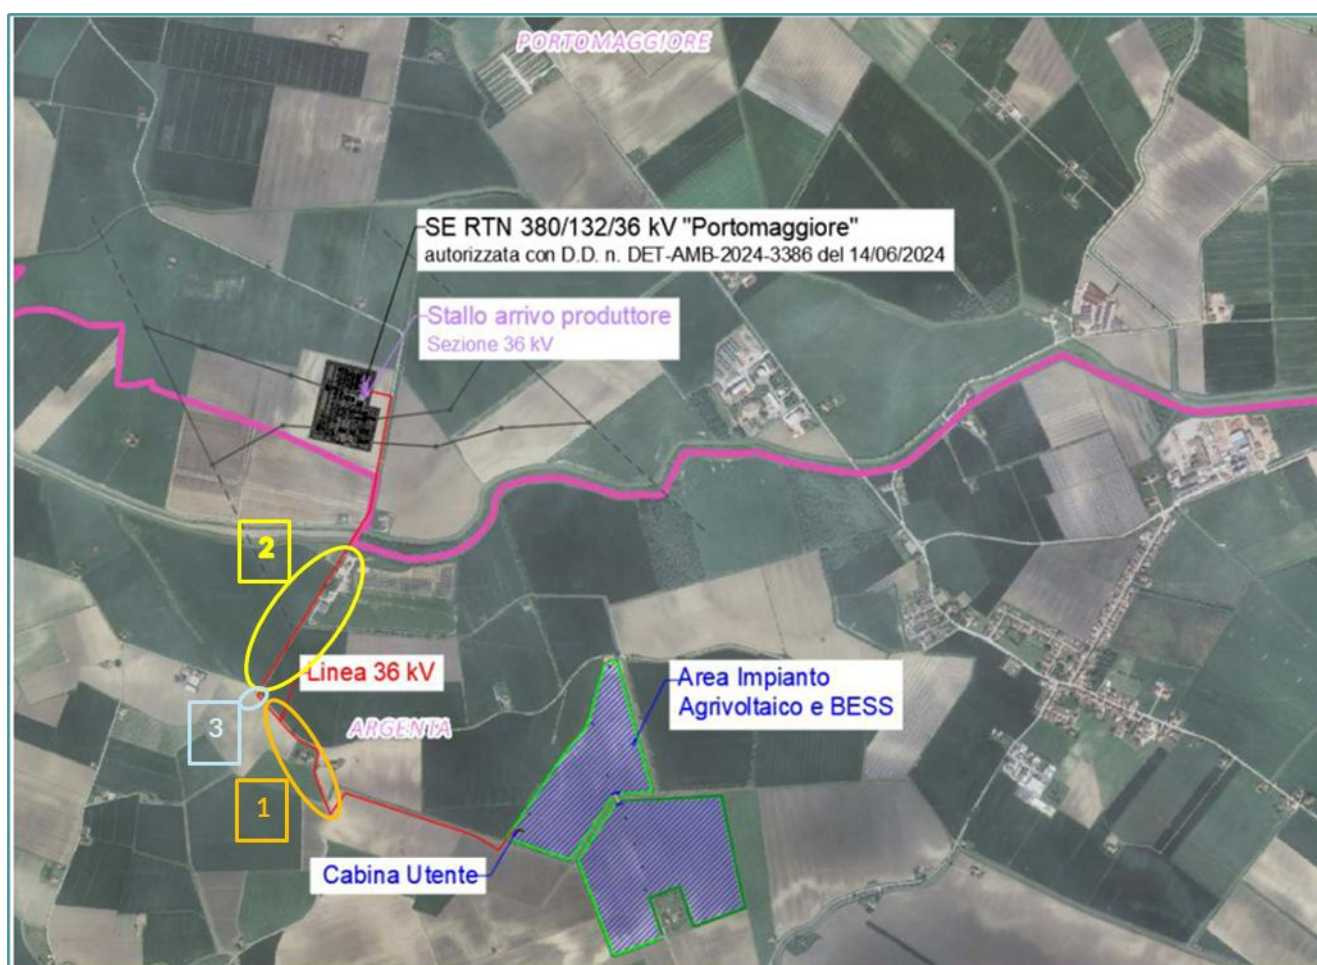 PORTOMAGGIORE
SE RTN 380/132/36 kV "Portomaggiore"
autorizzata con D.D. n. DET-AMB-2024-3386 del 14/06/2024
Stallo arrivo produttore
Sezione 36 kV
2
Linea 36 kV
Area Impianto
Agrivoltaico e BESS
3
ARGENTA
1
Cabina Utente